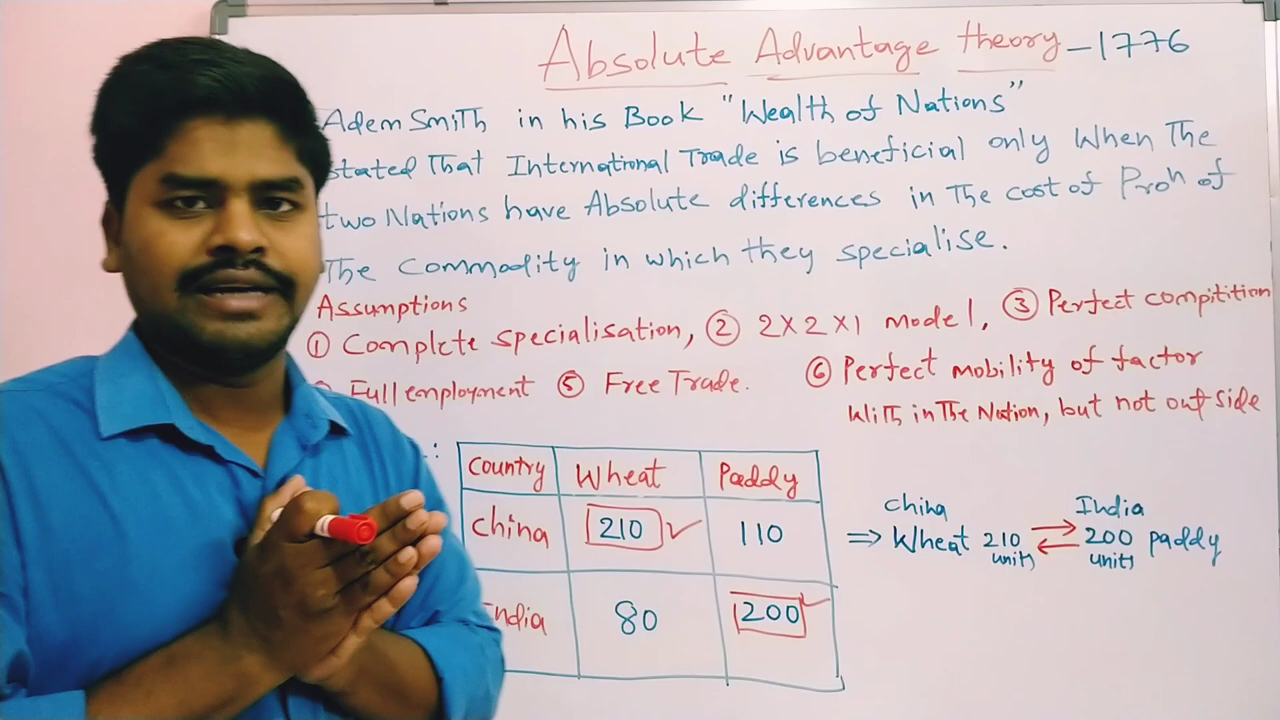 Absolute Advantage theory - 1776
Adem Smith in his Book "Wealth of Nations"
stated That International Trade is beneficial only When The
two Nations have Absolute differences in The cost of Pro^n of
The Commodity in which they specialise.
Assumptions
① Complete specialisation, ② 2X2X1 model, ③ Perfect compitition
Full employment ⑤ Free Trade. ⑥ Perfect mobility of factor
With in The Nation, but not out side
Country Wheat Paddy
China 210 ✓ 110
India 80 200 ✓
China India
⇒ Wheat 210 ⇄ 200 paddy
units units